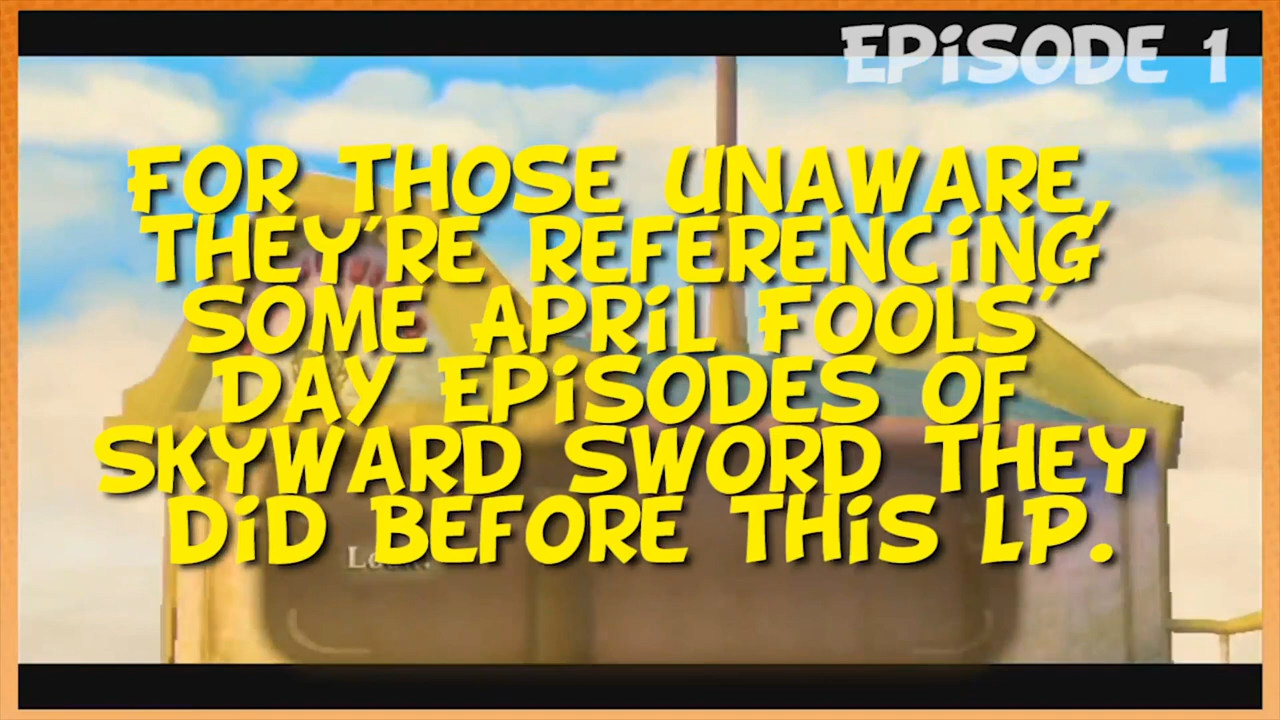 EPiSODE 1
FOR THOSE UNAWARE,
THEY'RE REFERENCiNG
SOME APRiL FOOLS'
DAY EPiSODES OF
SKYWARD SWORD THEY
DiD BEFORE THiS LP.